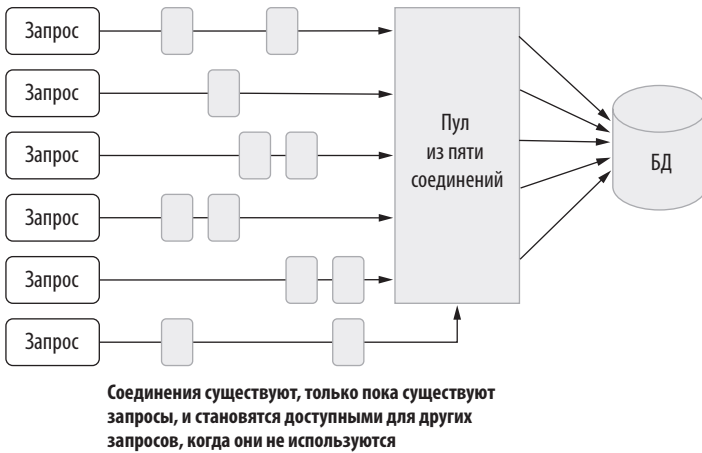 Запрос
Запрос
Запрос
Запрос
Запрос
Запрос
Пул
из пяти
соединений
БД
Соединения существуют, только пока существуют
запросы, и становятся доступными для других
запросов, когда они не используются